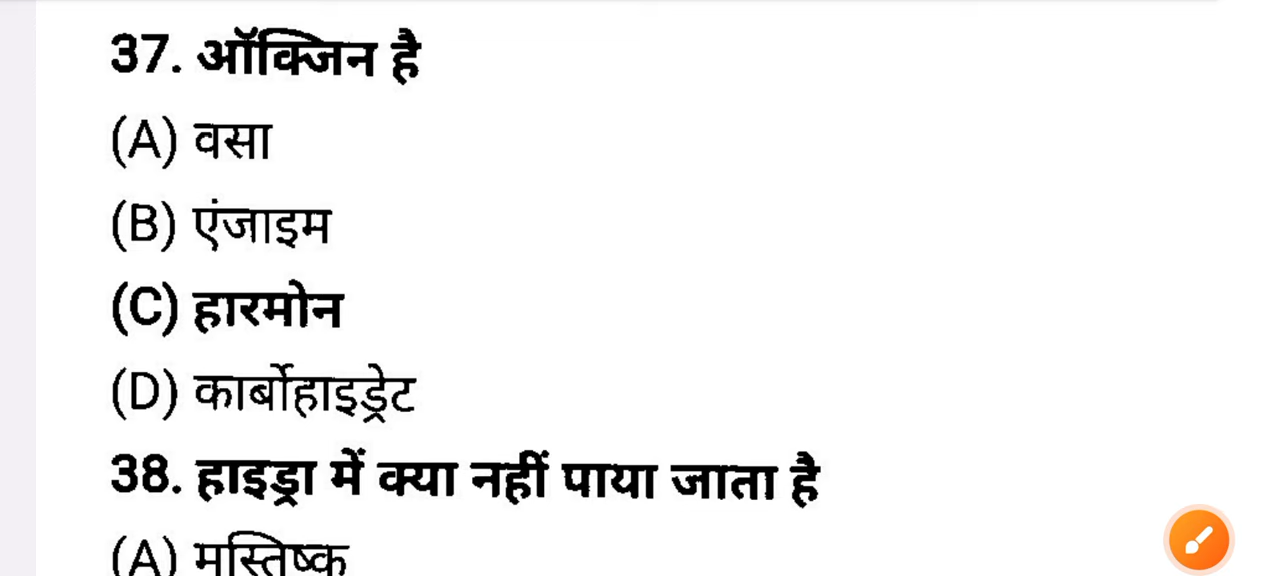 37. ऑक्जिन है
(A) वसा
(B) एंजाइम
(C) हारमोन
(D) कार्बोहाइड्रेट
38. हाइड्रा में क्या नहीं पाया जाता है
(A) मस्तिष्क